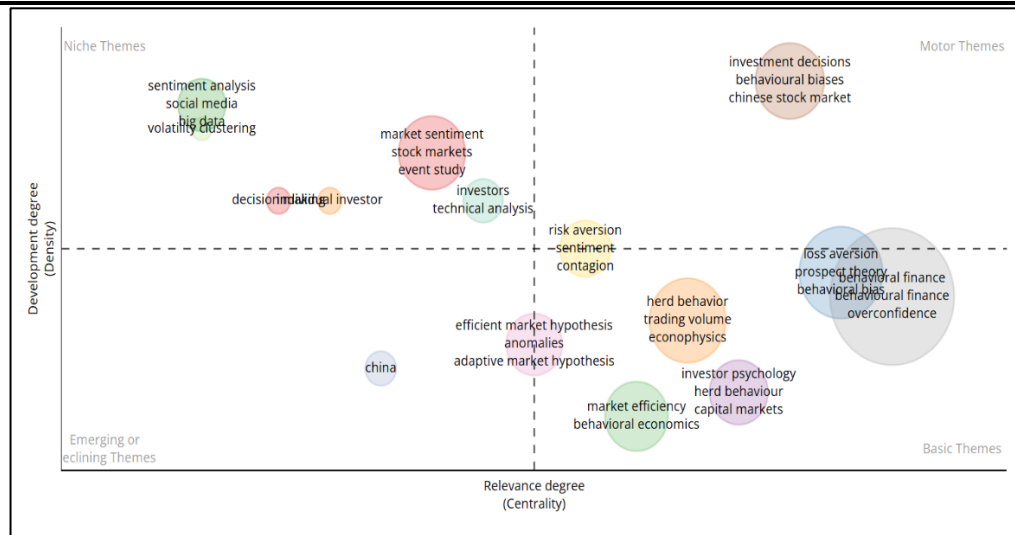 Niche Themes
Motor Themes
sentiment analysis
social media
big data
volatility clustering
investment decisions
behavioural biases
chinese stock market
market sentiment
stock markets
event study
decision making
individual investor
investors
technical analysis
risk aversion
sentiment
contagion
loss aversion
prospect theory
behavioral bias
behavioral finance
behavioural finance
overconfidence
herd behavior
trading volume
econophysics
efficient market hypothesis
anomalies
adaptive market hypothesis
china
investor psychology
herd behaviour
capital markets
market efficiency
behavioral economics
Emerging or
eclining Themes
Basic Themes
Development degree
(Density)
Relevance degree
(Centrality)